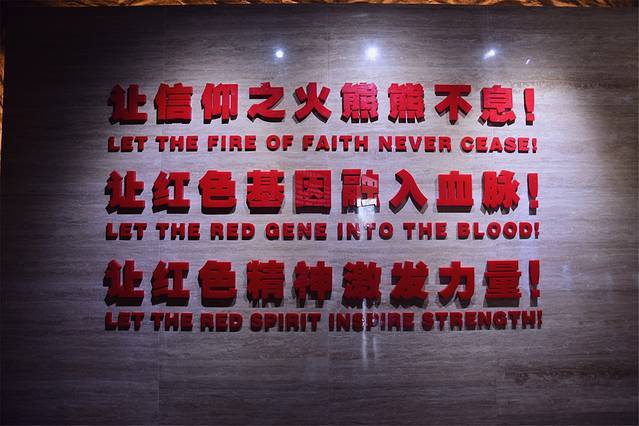 让信仰之火熊熊不息!
LET THE FIRE OF FAITH NEVER CEASE!
让红色基因融入血脉!
LET THE RED GENE INTO THE BLOOD!
让红色精神激发力量!
LET THE RED SPIRIT INSPIRE STRENGTH!